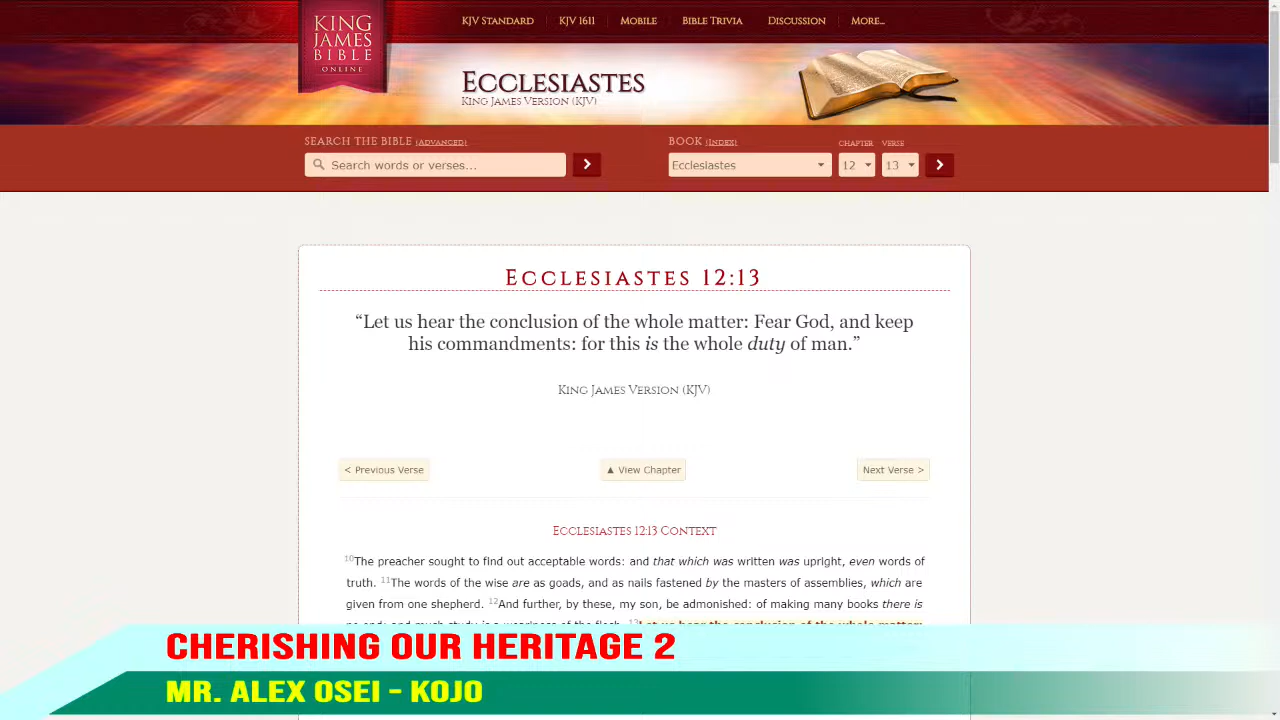 KING
JAMES
BIBLE
ONLINE
KJV STANDARD KJV 1611 MOBILE BIBLE TRIVIA DISCUSSION MORE...
ECCLESIASTES
KING JAMES VERSION (KJV)
SEARCH THE BIBLE (ADVANCED) BOOK (INDEX) CHAPTER VERSE
Search words or verses... > Ecclesiastes 12 13 >
ECCLESIASTES 12:13
“Let us hear the conclusion of the whole matter: Fear God, and keep
his commandments: for this is the whole duty of man.”
KING JAMES VERSION (KJV)
< Previous Verse ▲ View Chapter Next Verse >
ECCLESIASTES 12:13 CONTEXT
10The preacher sought to find out acceptable words: and that which was written was upright, even words of
truth. 11The words of the wise are as goads, and as nails fastened by the masters of assemblies, which are
given from one shepherd. 12And further, by these, my son, be admonished: of making many books there is
CHERISHING OUR HERITAGE 2
MR. ALEX OSEI - KOJO